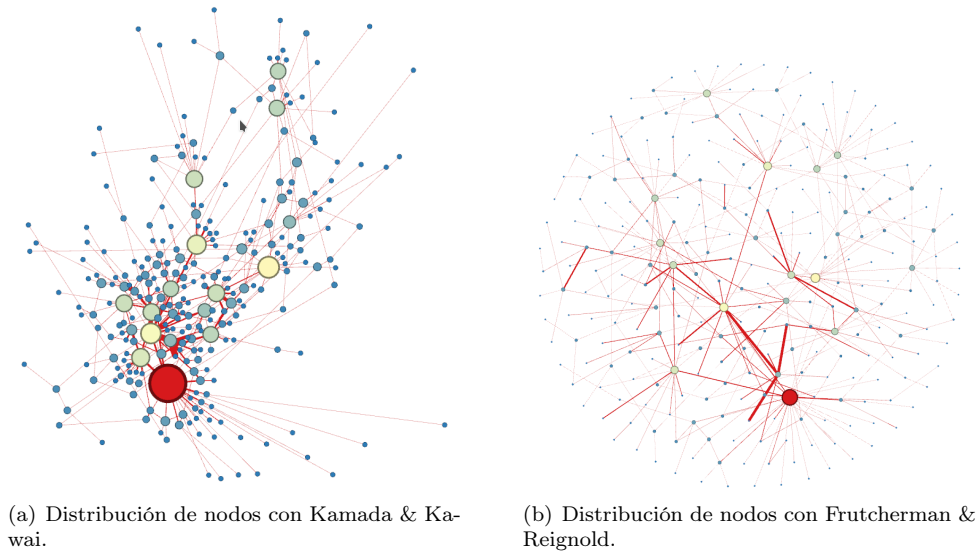 (a) Distribución de nodos con Kamada & Ka-
wai.
(b) Distribución de nodos con Frutcherman &
Reignold.